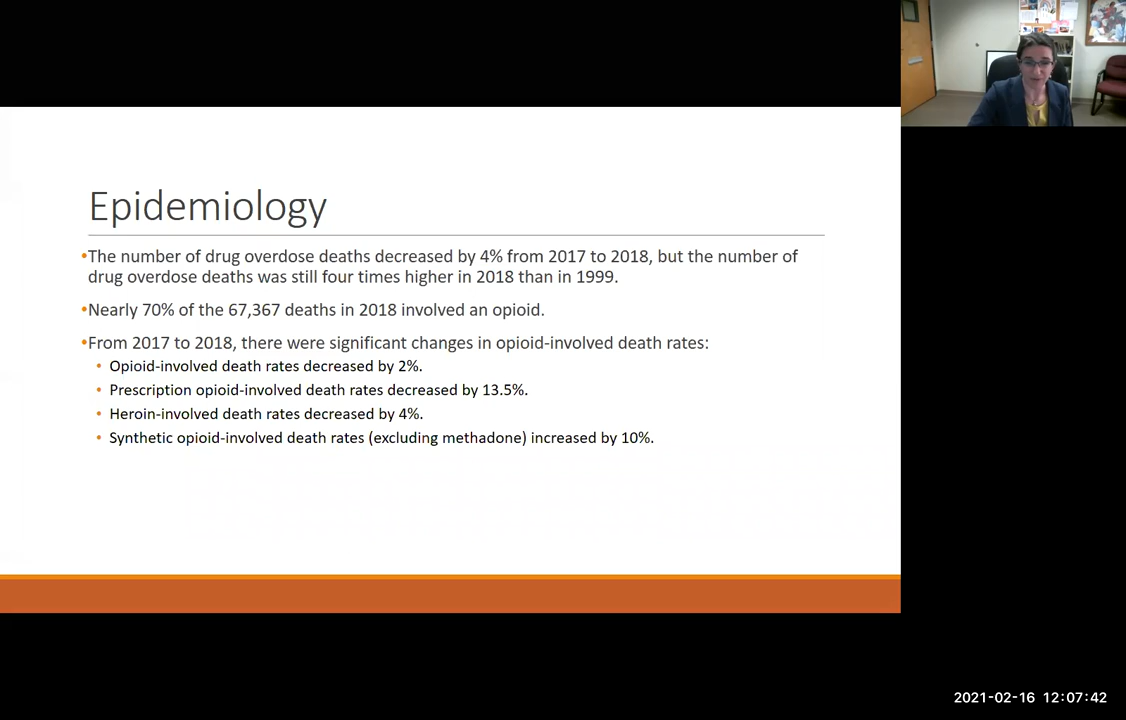 Epidemiology
•The number of drug overdose deaths decreased by 4% from 2017 to 2018, but the number of
drug overdose deaths was still four times higher in 2018 than in 1999.
•Nearly 70% of the 67,367 deaths in 2018 involved an opioid.
•From 2017 to 2018, there were significant changes in opioid-involved death rates:
• Opioid-involved death rates decreased by 2%.
• Prescription opioid-involved death rates decreased by 13.5%.
• Heroin-involved death rates decreased by 4%.
• Synthetic opioid-involved death rates (excluding methadone) increased by 10%.
2021-02-16 12:07:42